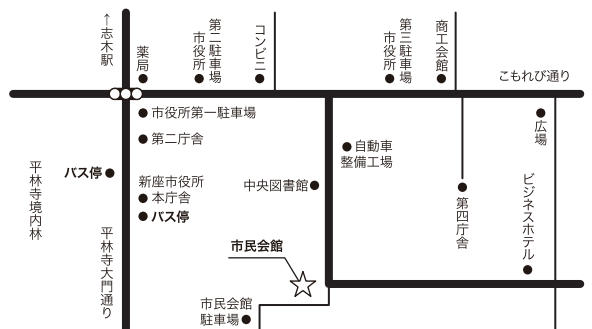 ↑志木駅
薬局
市役所
第二駐車場
コンビニ
市役所
第三駐車場
商工会館
こもれび通り
市役所第一駐車場
第二庁舎
広場
自動車
整備工場
平林寺境内林
バス停
新座市役所
本庁舎
バス停
中央図書館
第四庁舎
ビジネスホテル
平林寺大門通り
市民会館
市民会館
駐車場